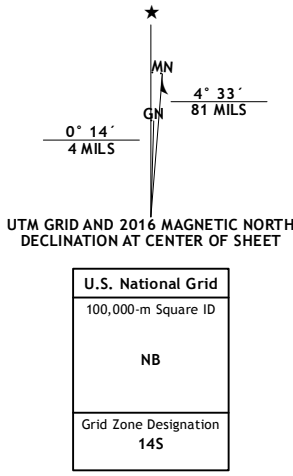 MN
GN
4° 33´
81 MILS
0° 14´
4 MILS
UTM GRID AND 2016 MAGNETIC NORTH
DECLINATION AT CENTER OF SHEET
U.S. National Grid
100,000-m Square ID
NB
Grid Zone Designation
14S